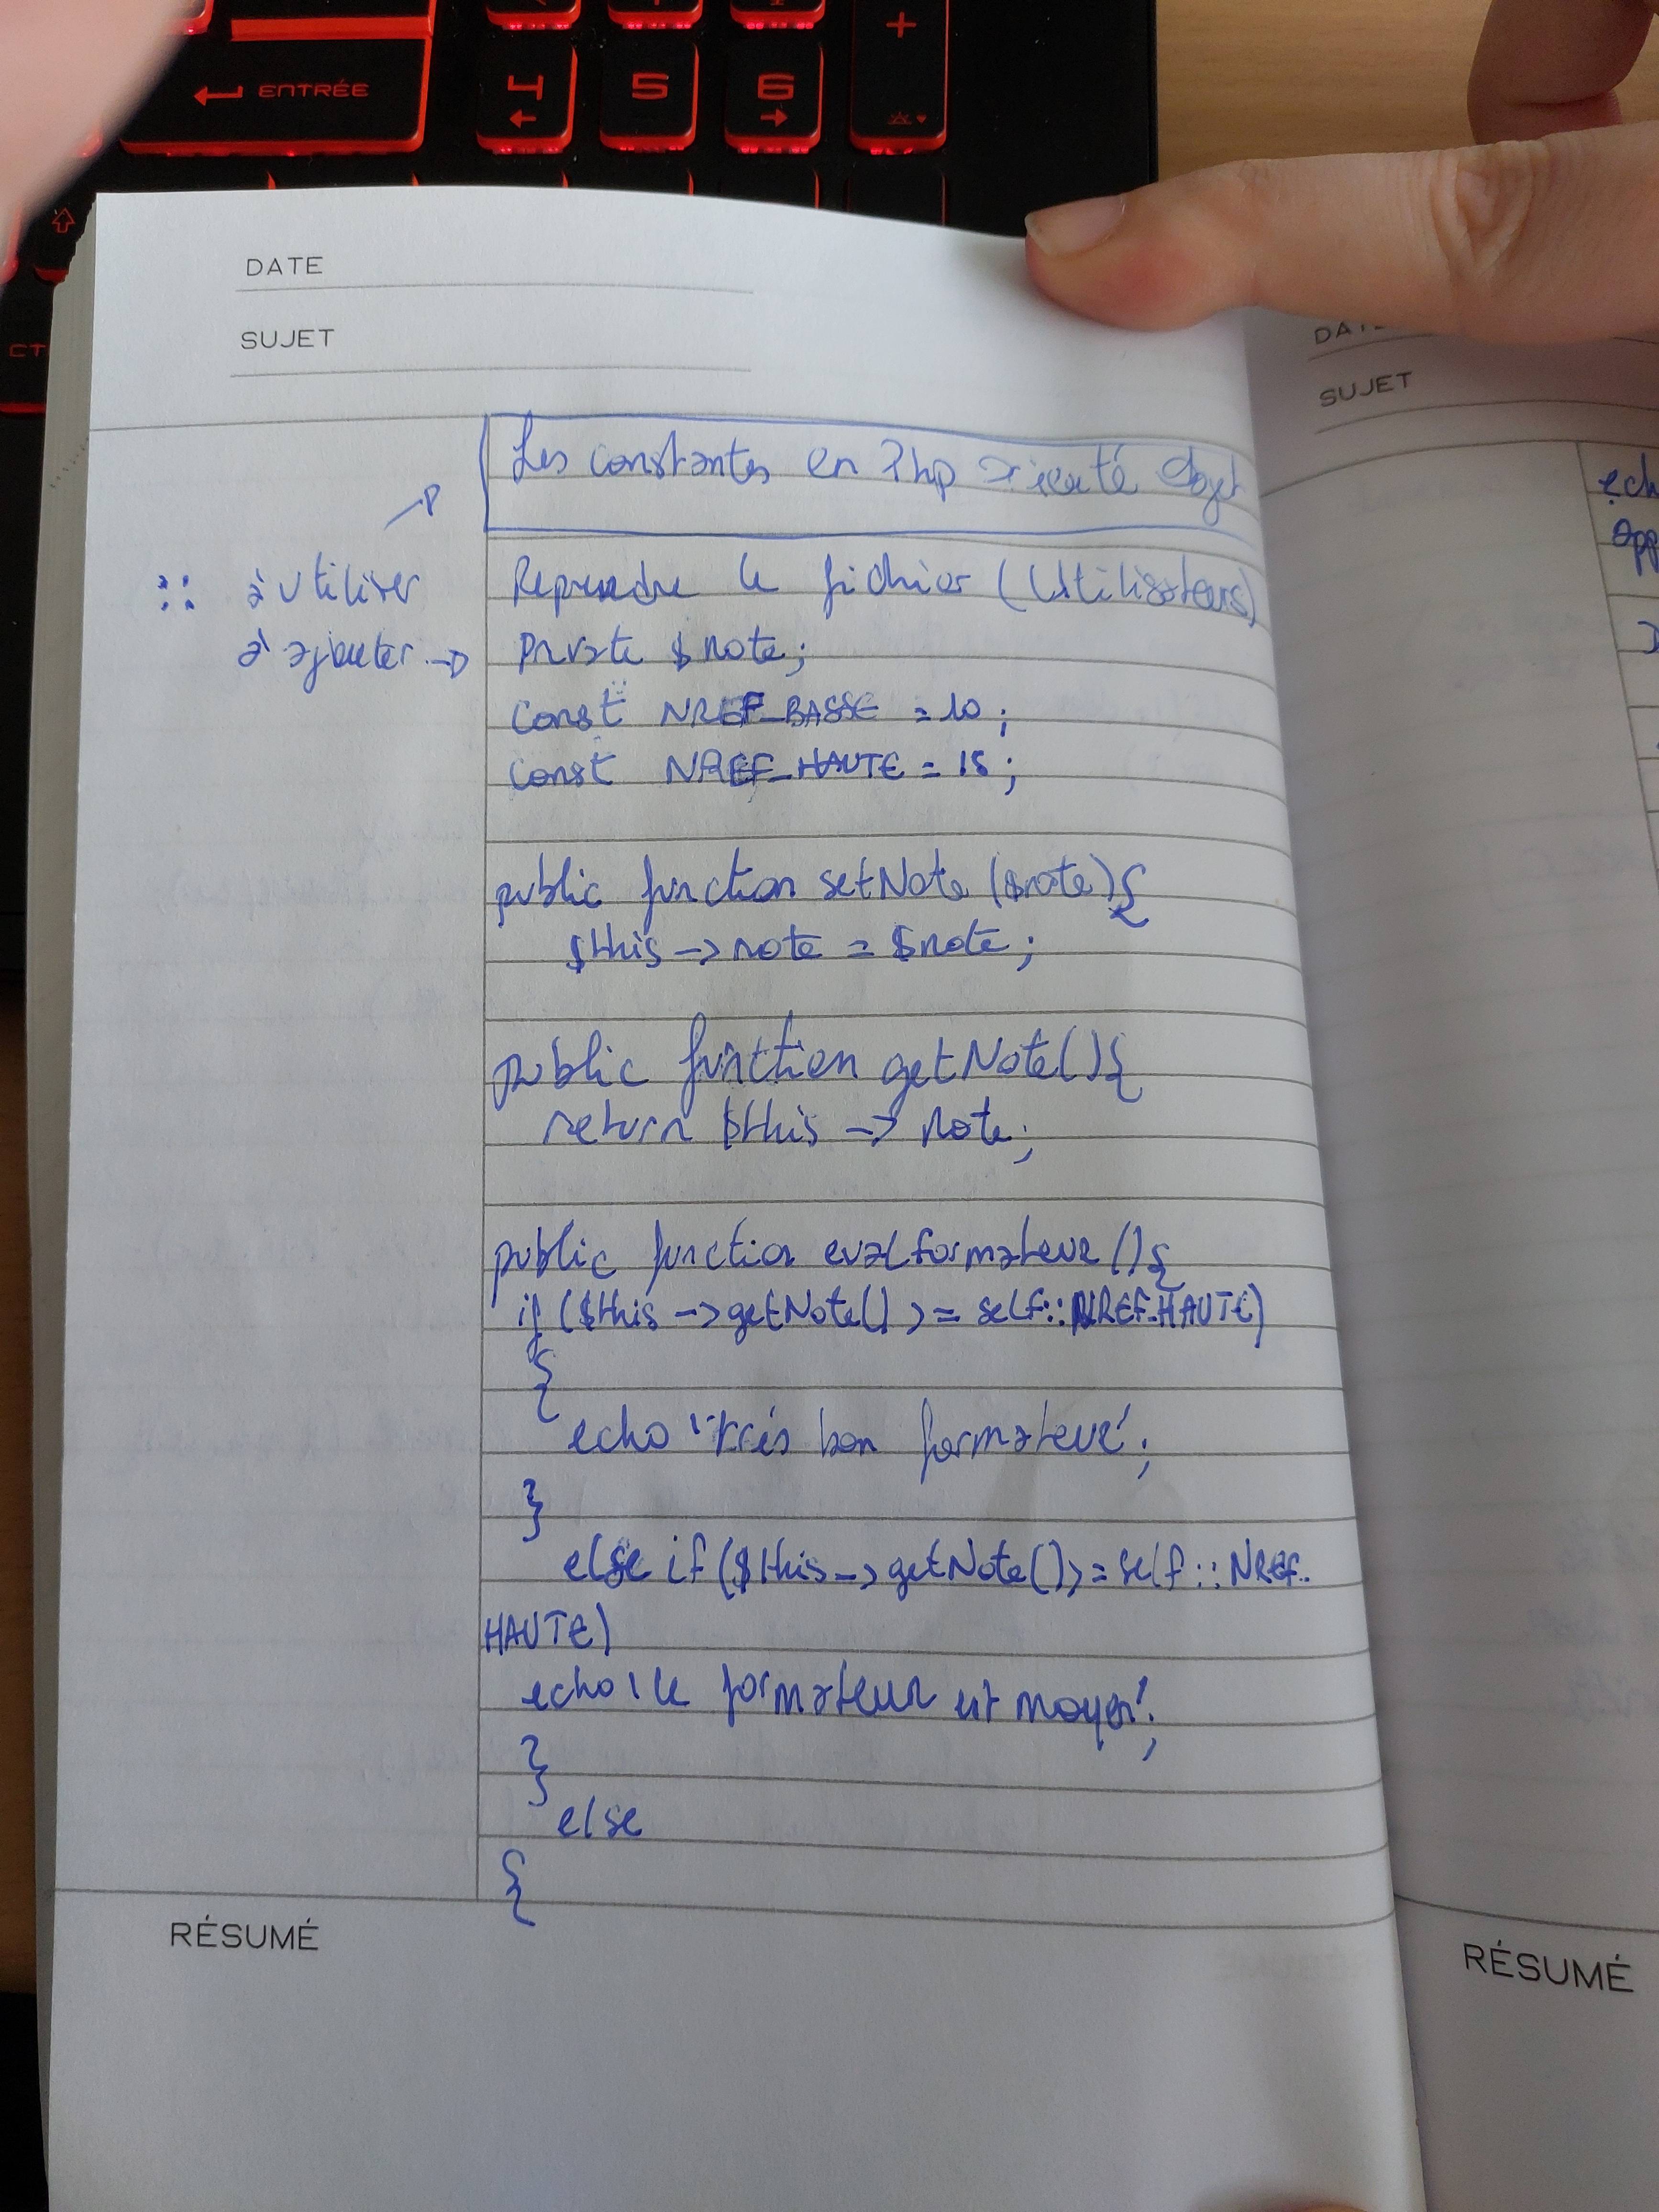 ENTRÉE
4
5
6
+
DATE
SUJET
DATE
SUJET
Les constantes en Php orienté objet
:: à utiliser
Reprendre le fichier (Utilisateurs)
à ajouter →
private $note;
Const NREF_BASSE = 10;
Const NREF_HAUTE = 15;
public function setNote ($note){
$this -> note = $note;
public function getNote(){
return $this -> note;
public function evalformateur (){
if ($this -> getNote() >= self::NREF_HAUTE)
{
echo 'très bon formateur';
}
else if ($this -> getNote() >= self::NREF_
HAUTE)
echo 'le formateur est moyen';
}
else
{
RÉSUMÉ
ech
RÉSUMÉ